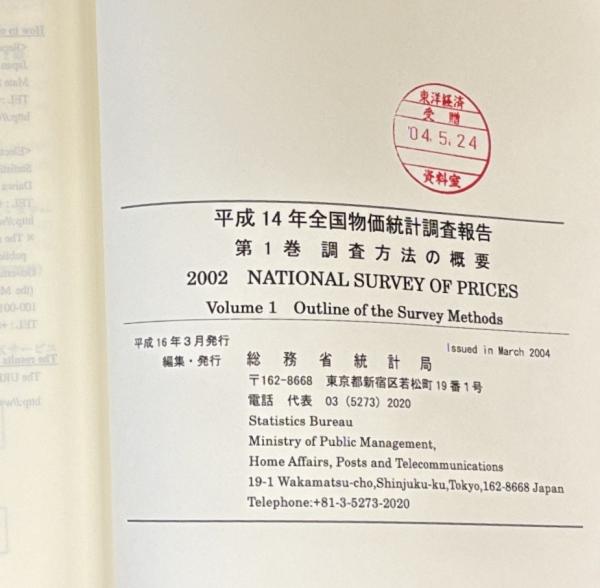 東洋経済
受贈
'04.5.24
資料室
平成14年全国物価統計調査報告
第1巻 調査方法の概要
2002 NATIONAL SURVEY OF PRICES
Volume 1 Outline of the Survey Methods
平成16年3月発行
Issued in March 2004
編集・発行 総務省統計局
〒162-8668 東京都新宿区若松町19番1号
電話 代表 03 (5273) 2020
Statistics Bureau
Ministry of Public Management,
Home Affairs, Posts and Telecommunications
19-1 Wakamatsu-cho,Shinjuku-ku,Tokyo,162-8668 Japan
Telephone:+81-3-5273-2020